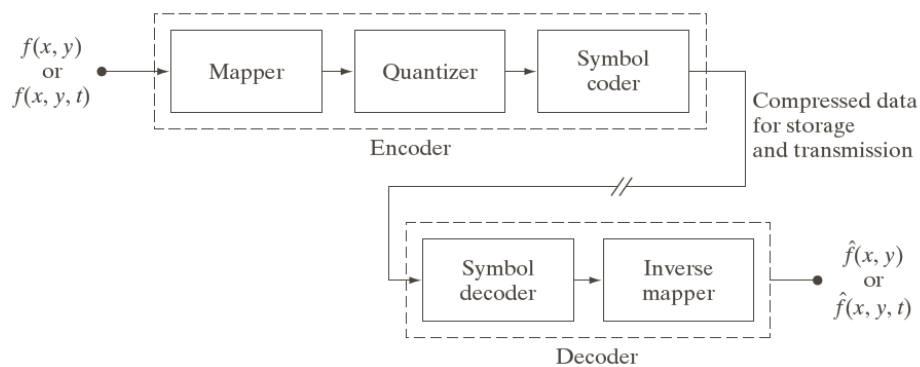 f(x, y)
or
f(x, y, t)
Mapper
Quantizer
Symbol
coder
Encoder
Compressed data
for storage
and transmission
Symbol
decoder
Inverse
mapper
Decoder
f̂(x, y)
or
f̂(x, y, t)